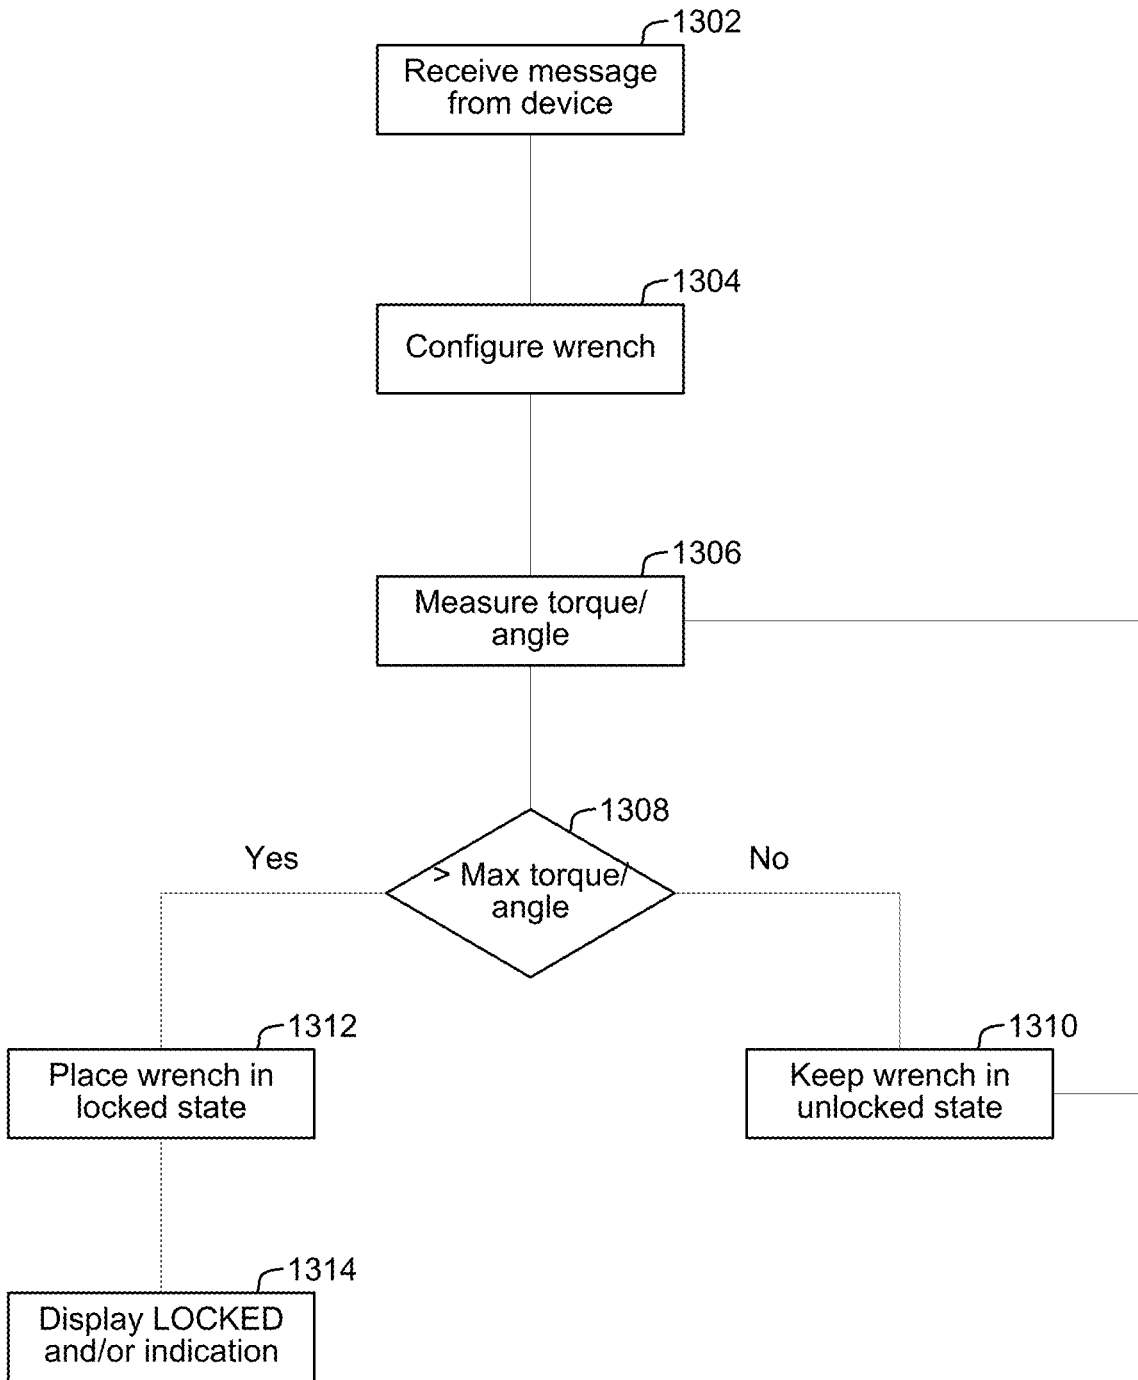 1302
Receive message
from device
1304
Configure wrench
1306
Measure torque/
angle
1308
Yes
> Max torque/
angle
No
1312
Place wrench in
locked state
1310
Keep wrench in
unlocked state
1314
Display LOCKED
and/or indication